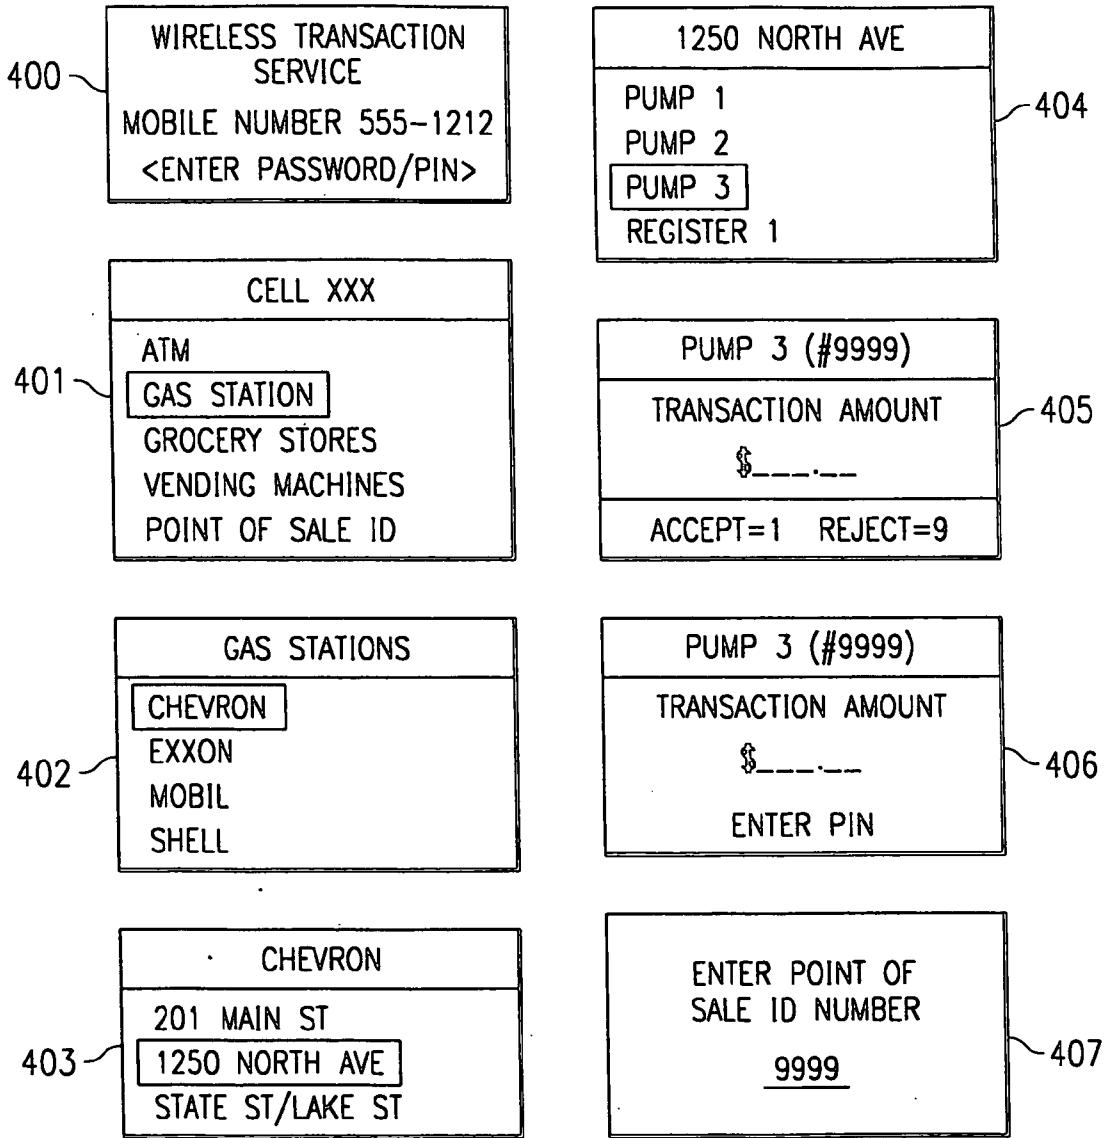 400
WIRELESS TRANSACTION
SERVICE
MOBILE NUMBER 555-1212
<ENTER PASSWORD/PIN>
401
CELL XXX
ATM
GAS STATION
GROCERY STORES
VENDING MACHINES
POINT OF SALE ID
402
GAS STATIONS
CHEVRON
EXXON
MOBIL
SHELL
403
CHEVRON
201 MAIN ST
1250 NORTH AVE
STATE ST/LAKE ST
1250 NORTH AVE
PUMP 1
PUMP 2
PUMP 3
REGISTER 1
404
PUMP 3 (#9999)
TRANSACTION AMOUNT
$___.__
ACCEPT=1 REJECT=9
405
PUMP 3 (#9999)
TRANSACTION AMOUNT
$___.__
ENTER PIN
406
ENTER POINT OF
SALE ID NUMBER
9999
407